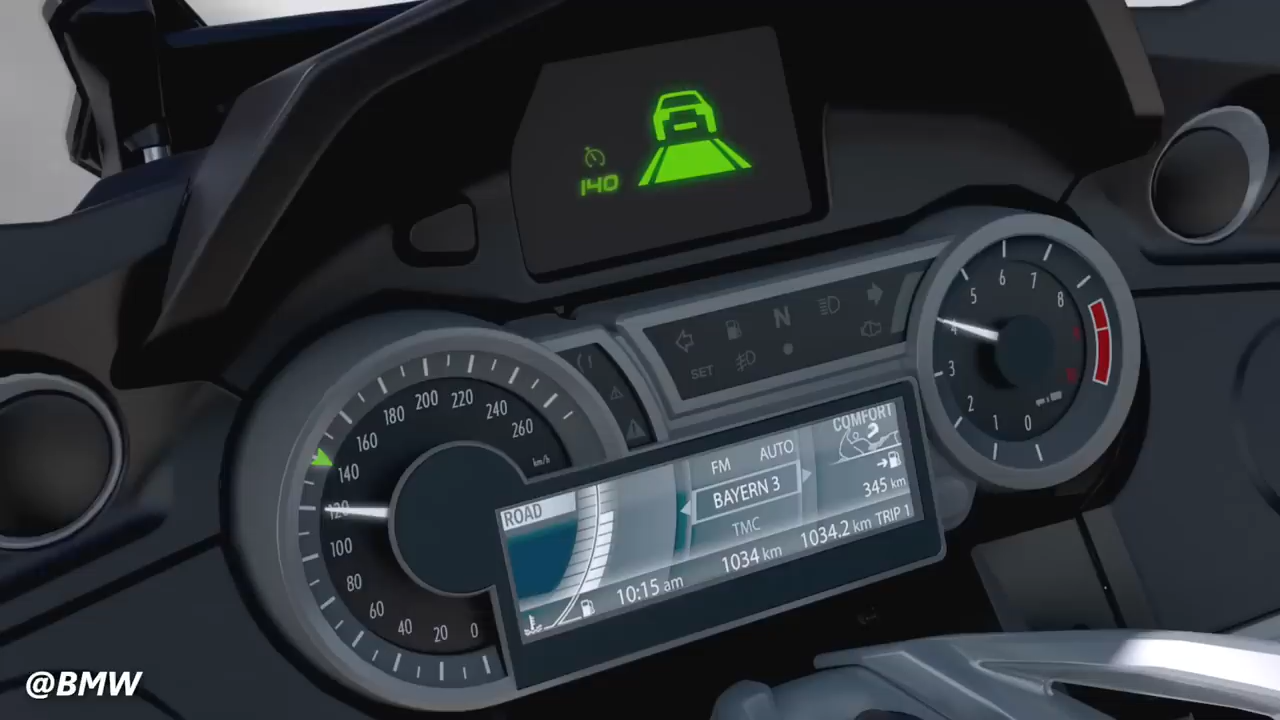 140
5 6 7 8
4
3
2
1 0
N
SET
180 200 220 240
160 260
km/h
140
120
100
80
60
40 20 0
ROAD
FM AUTO
BAYERN 3
TMC
COMFORT
345 km
10:15 am 1034 km 1034.2 km TRIP 1
@BMW